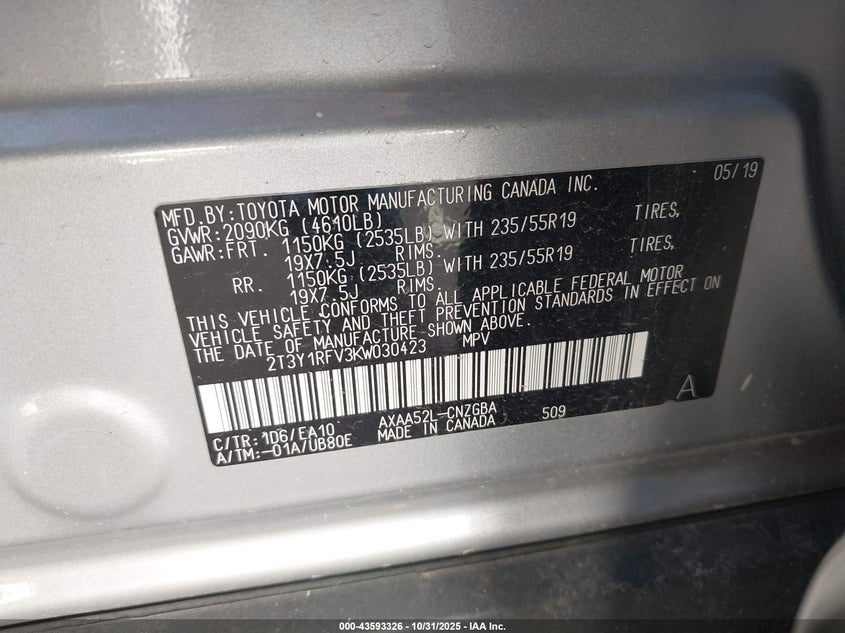 05/19
MFD.BY:TOYOTA MOTOR MANUFACTURING CANADA INC.
GVWR:2090KG (4610LB)
GAWR:FRT. 1150KG (2535LB) WITH 235/55R19 TIRES,
19X7.5J RIMS.
RR. 1150KG (2535LB) WITH 235/55R19 TIRES,
19X7.5J RIMS.
THIS VEHICLE CONFORMS TO ALL APPLICABLE FEDERAL MOTOR
VEHICLE SAFETY AND THEFT PREVENTION STANDARDS IN EFFECT ON
THE DATE OF MANUFACTURE SHOWN ABOVE.
2T3Y1RFV3KW030423 MPV
A
C/TR:1D6/EA10 AXAA52L-CNZGBA 509
A/TM:-01A/UB80E MADE IN CANADA
000-43593326 - 10/31/2025 - IAA Inc.